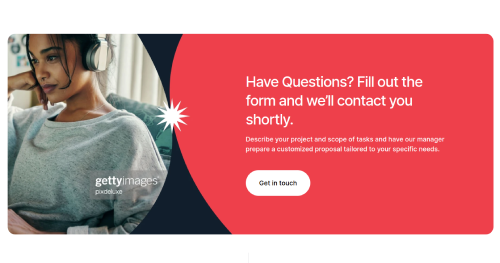 Have Questions? Fill out the
form and we'll contact you
shortly.
Describe your project and scope of tasks and have our manager
prepare a customized proposal tailored to your specific needs.
gettyimages
pixdeluxe
Get in touch